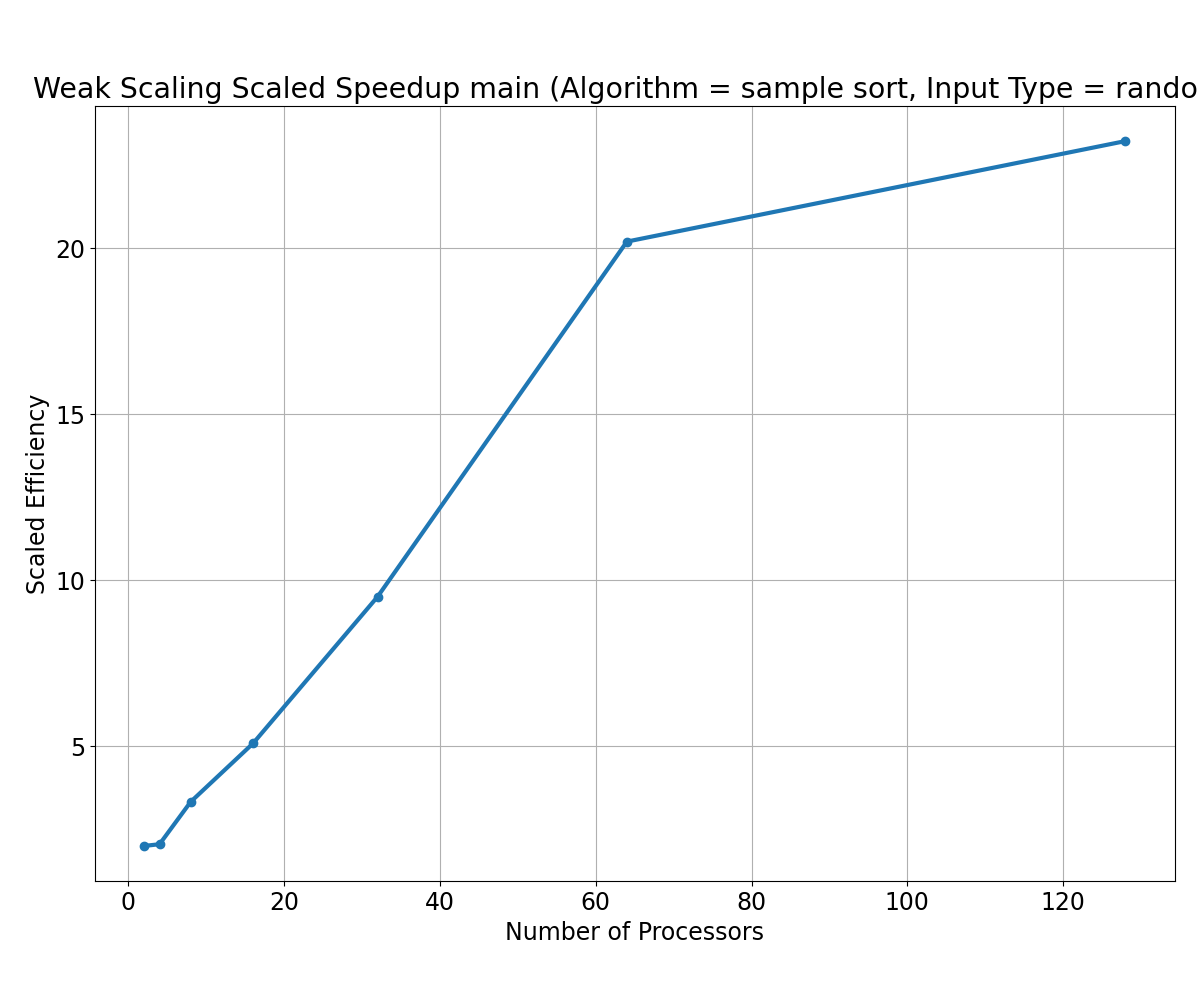 Weak Scaling Scaled Speedup main (Algorithm = sample sort, Input Type = rando
20
15
10
5
Scaled Efficiency
0 20 40 60 80 100 120
Number of Processors